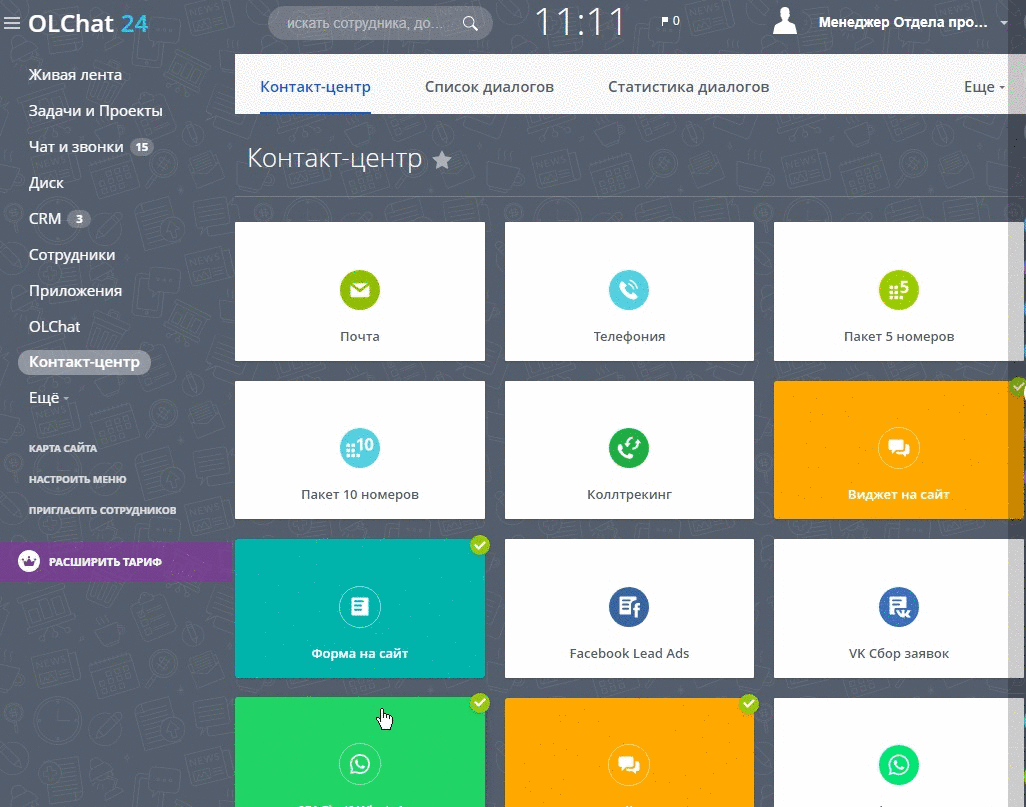 OLChat 24
искать сотрудника, до...
11:11
0
Менеджер Отдела про...
Живая лента
Задачи и Проекты
Чат и звонки 15
Диск
CRM 3
Сотрудники
Приложения
OLChat
Контакт-центр
Ещё
КАРТА САЙТА
НАСТРОИТЬ МЕНЮ
ПРИГЛАСИТЬ СОТРУДНИКОВ
РАСШИРИТЬ ТАРИФ
Контакт-центр
Список диалогов
Статистика диалогов
Еще
Контакт-центр
Почта
Телефония
5
Пакет 5 номеров
10
Пакет 10 номеров
Коллтрекинг
Виджет на сайт
Форма на сайт
Facebook Lead Ads
VK Сбор заявок